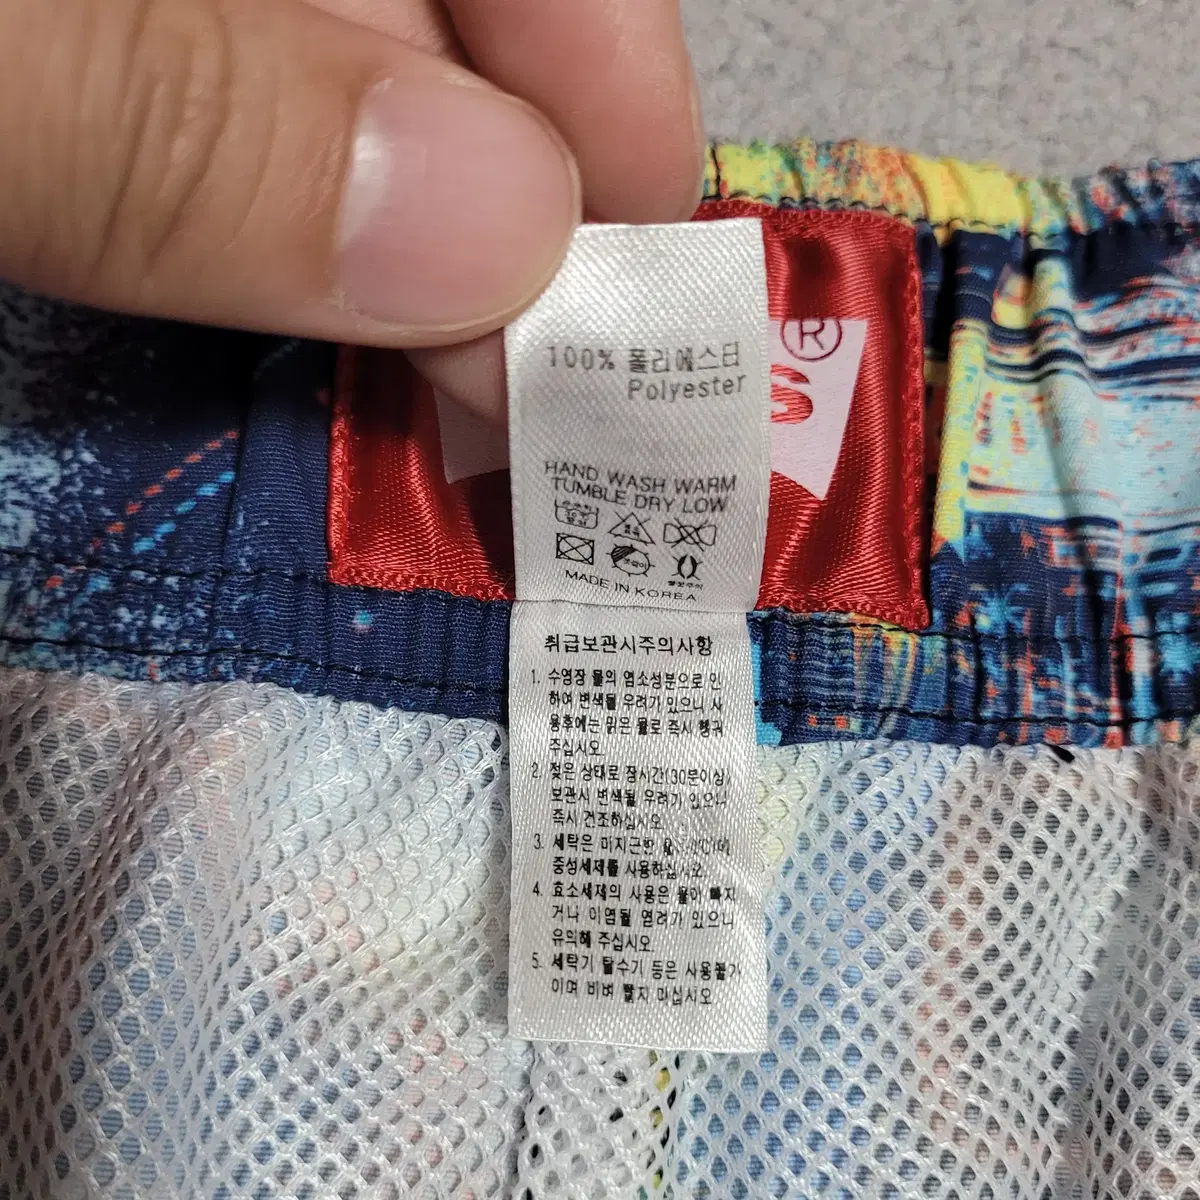 ®
S
100% 폴리에스터
Polyester
HAND WASH WARM
TUMBLE DRY LOW
MADE IN KOREA
취급보관시주의사항
1. 수영장 물의 염소성분으로 인
하여 변색될 우려가 있으니 사
용후에는 맑은 물로 즉시 헹궈
주십시오.
2. 젖은 상태로 장시간(30분이상)
보관시 변색될 우려가 있으니
즉시 건조하십시오.
3. 세탁은 미지근한
중성세제를 사용하십시오.
4. 효소세제의 사용은 물이 빠지
거나 이염될 염려가 있으니
유의해 주십시오.
5. 세탁기 탈수기 등은 사용불가
이며 비벼 빨지 마십시오